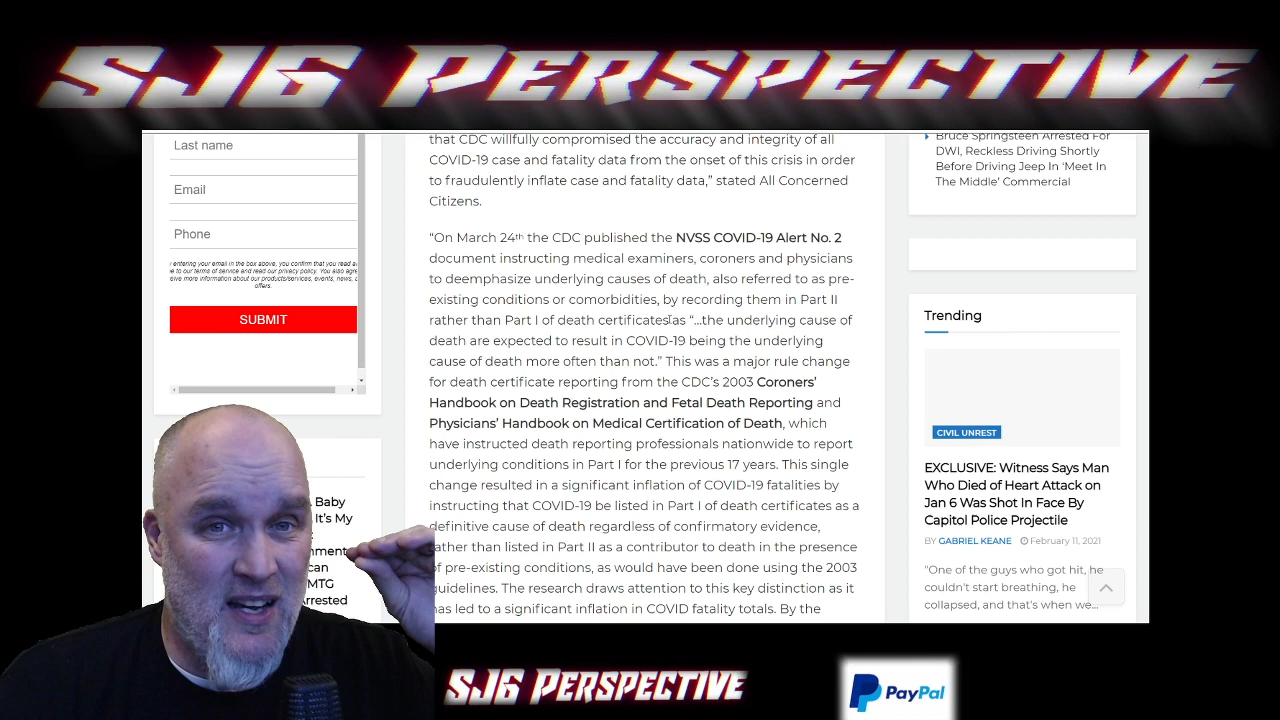 SJG PERSPECTIVE
Last name
Email
Phone
SUBMIT
Baby
It's My
MTG
Arrested
that CDC willfully compromised the accuracy and integrity of all
COVID-19 case and fatality data from the onset of this crisis in order
to fraudulently inflate case and fatality data,” stated All Concerned
Citizens.
“On March 24th the CDC published the NVSS COVID-19 Alert No. 2
document instructing medical examiners, coroners and physicians
to deemphasize underlying causes of death, also referred to as pre-
existing conditions or comorbidities, by recording them in Part II
rather than Part I of death certificates as “…the underlying cause of
death are expected to result in COVID-19 being the underlying
cause of death more often than not.” This was a major rule change
for death certificate reporting from the CDC’s 2003 Coroners’
Handbook on Death Registration and Fetal Death Reporting and
Physicians’ Handbook on Medical Certification of Death, which
have instructed death reporting professionals nationwide to report
underlying conditions in Part I for the previous 17 years. This single
change resulted in a significant inflation of COVID-19 fatalities by
instructing that COVID-19 be listed in Part I of death certificates as a
definitive cause of death regardless of confirmatory evidence,
rather than listed in Part II as a contributor to death in the presence
of pre-existing conditions, as would have been done using the 2003
guidelines. The research draws attention to this key distinction as it
has led to a significant inflation in COVID fatality totals. By the
Bruce Springsteen Arrested For
DWI, Reckless Driving Shortly
Before Driving Jeep In ‘Meet In
The Middle’ Commercial
Trending
CIVIL UNREST
EXCLUSIVE: Witness Says Man
Who Died of Heart Attack on
Jan 6 Was Shot In Face By
Capitol Police Projectile
BY GABRIEL KEANE February 11, 2021
"One of the guys who got hit, he
couldn't start breathing, he
collapsed, and that's when we...
SJG PERSPECTIVE
PayPal